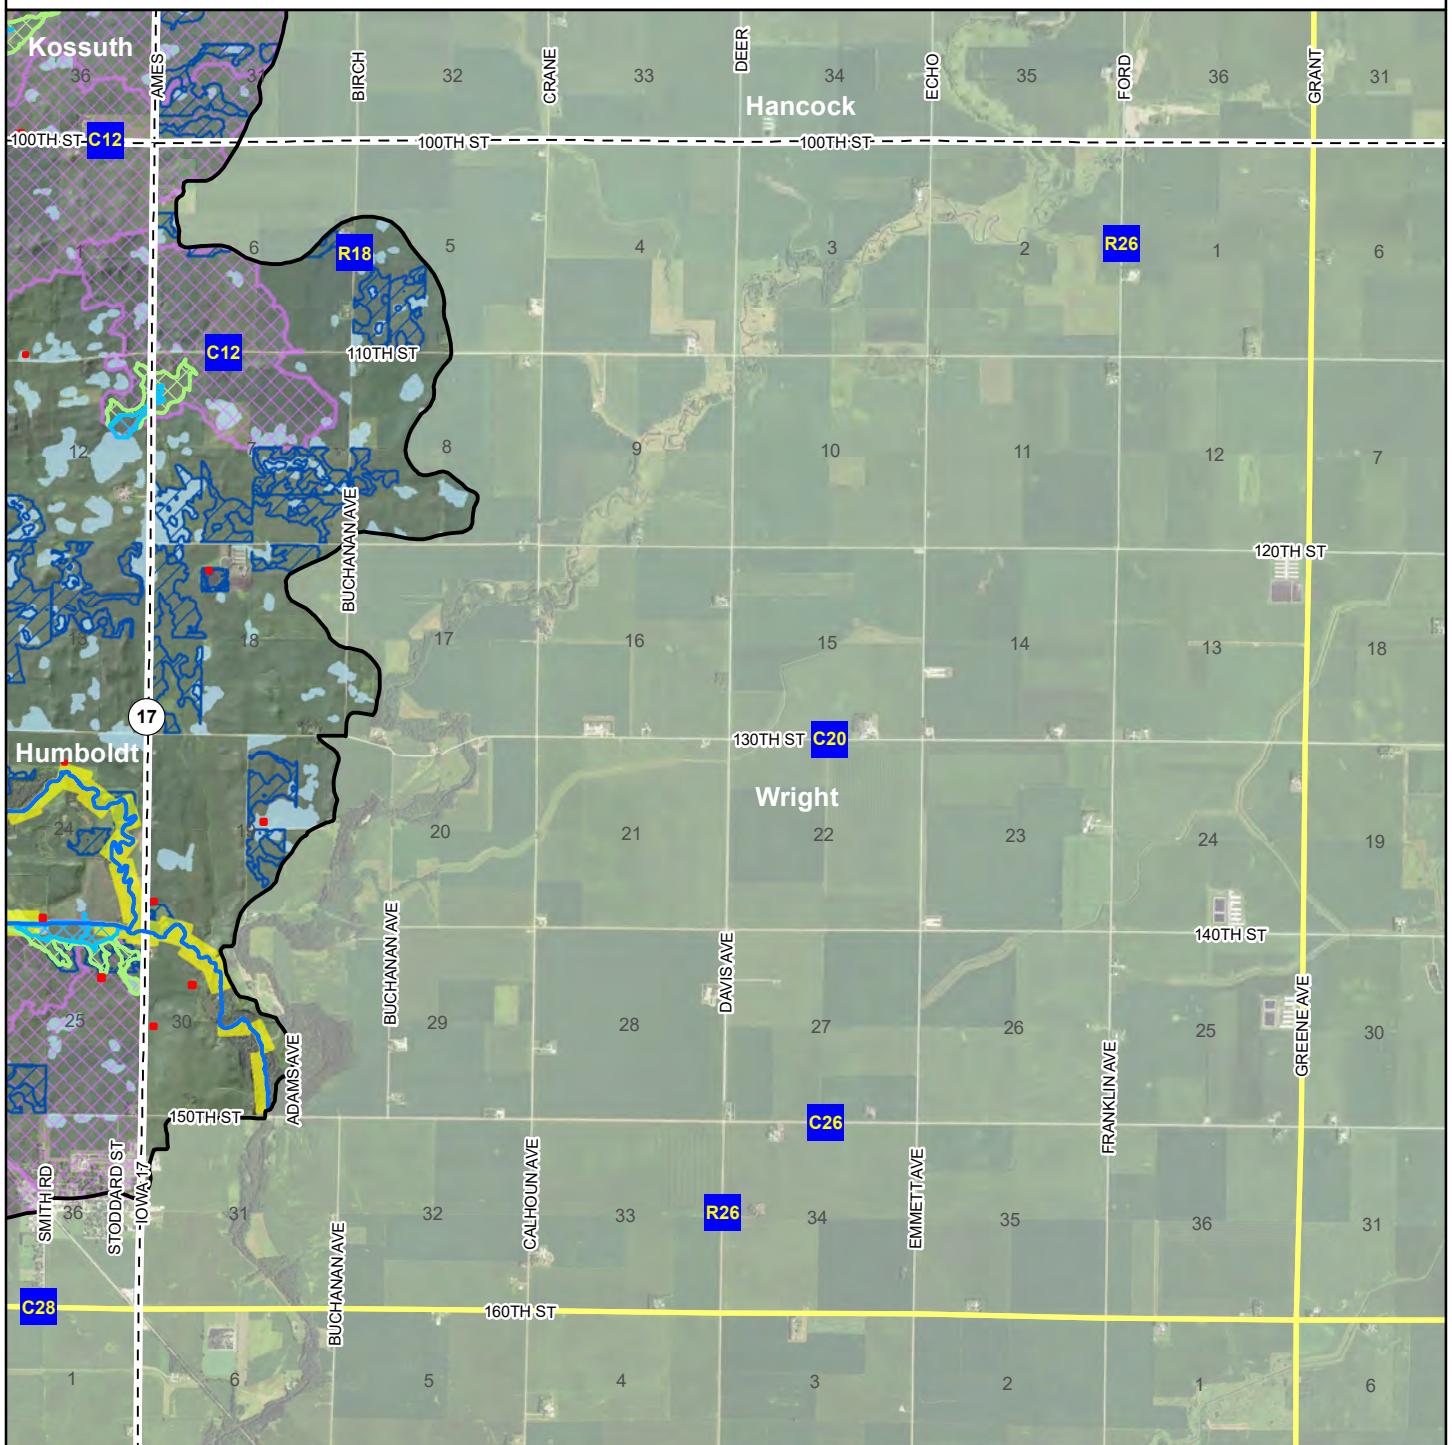 Kossuth
AMES
BIRCH
CRANE
DEER
ECHO
FORD
GRANT
36
31
32
33
34
35
36
31
Hancock
100TH ST
C12
100TH ST
100TH ST
1
6
R18
5
4
3
2
R26
1
6
C12
110TH ST
12
7
8
9
10
11
12
7
BUCHANAN AVE
120TH ST
13
18
17
16
15
14
13
18
17
Humboldt
130TH ST
C20
Wright
24
19
20
21
22
23
24
19
BUCHANAN AVE
DAVIS AVE
140TH ST
25
30
29
28
27
26
25
30
ADAMS AVE
FRANKLIN AVE
GREENE AVE
150TH ST
C26
SMITH RD
STODDARD ST
IOWA 17
CALHOUN AVE
EMMETT AVE
36
31
32
33
R26
34
35
36
31
BUCHANAN AVE
C28
160TH ST
1
6
5
4
3
2
1
6